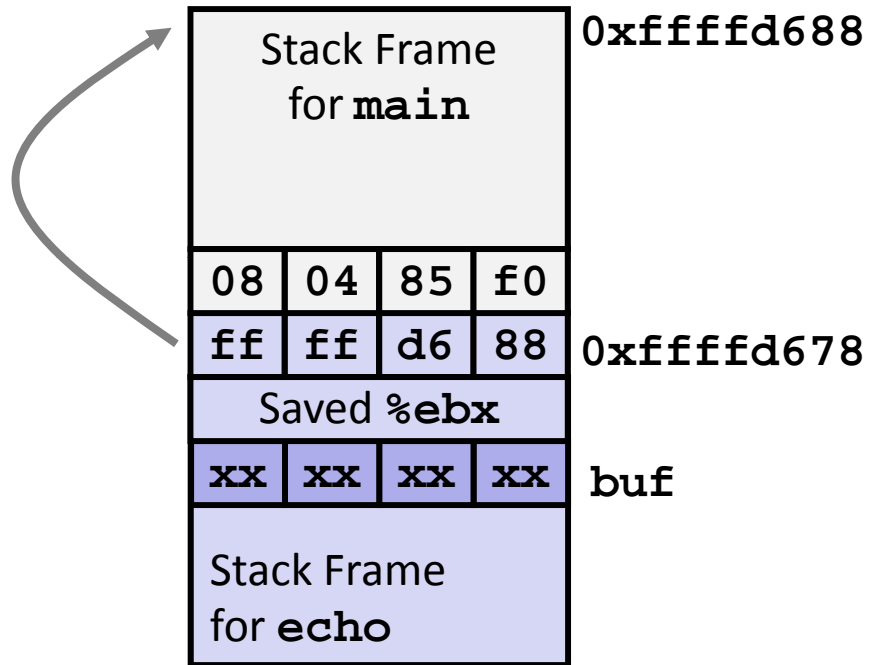 Stack Frame
for main
0xffffd688
08 04 85 f0
ff ff d6 88
0xffffd678
Saved %ebx
xx xx xx xx
buf
Stack Frame
for echo